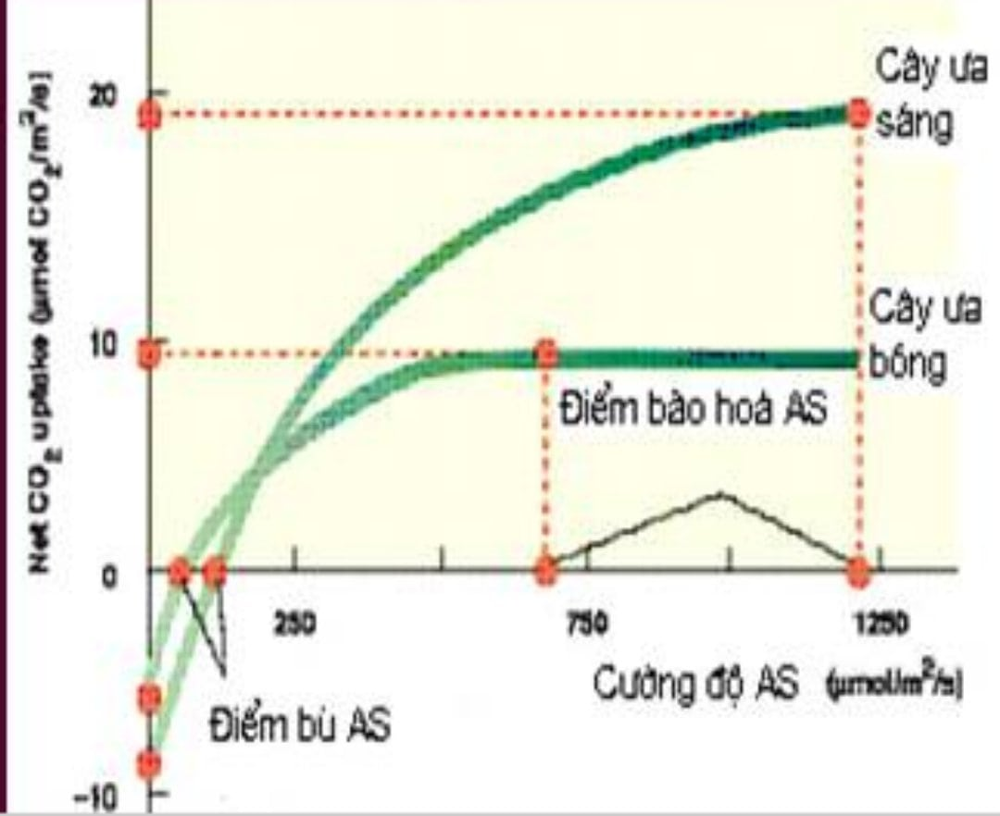 Net CO₂ uptake (μmol CO₂/m²/s)
20
10
0
-10
Cây ưa
sáng
Cây ưa
bóng
Điểm bào hoà AS
250
750
1250
Cường độ AS (μmol/m²/s)
Điểm bù AS